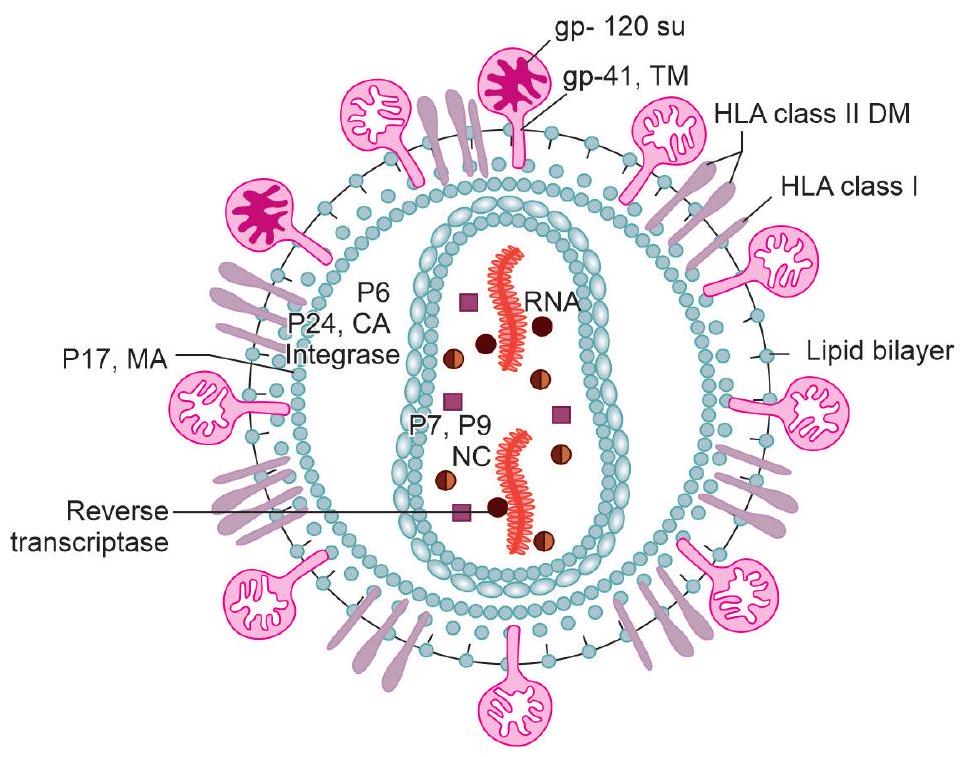 gp- 120 su
gp-41, TM
HLA class II DM
HLA class I
P6
RNA
P24, CA
Integrase
P17, MA
Lipid bilayer
P7, P9
NC
Reverse
transcriptase